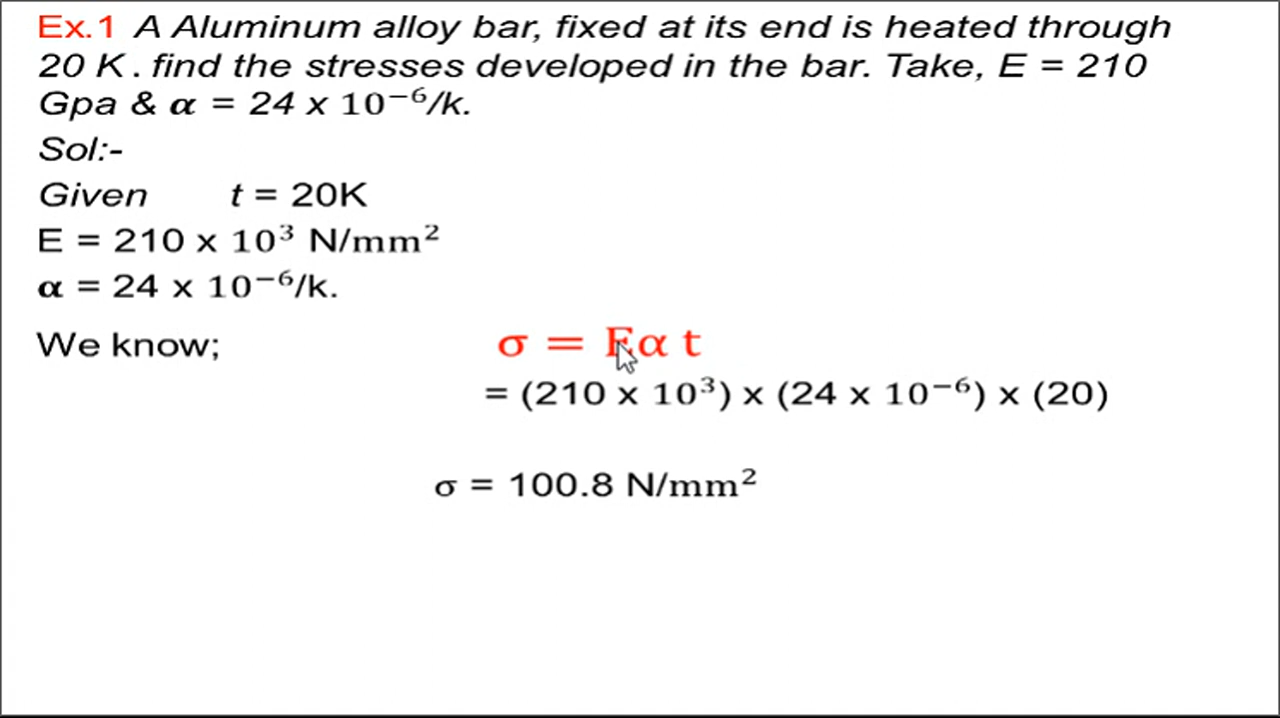 Ex.1 A Aluminum alloy bar, fixed at its end is heated through
20 K. find the stresses developed in the bar. Take, E = 210
Gpa & α = 24 x 10⁻⁶/k.
Sol:-
Given t = 20K
E = 210 x 10³ N/mm²
α = 24 x 10⁻⁶/k.
We know; σ = Eα t
= (210 x 10³) x (24 x 10⁻⁶) x (20)
σ = 100.8 N/mm²